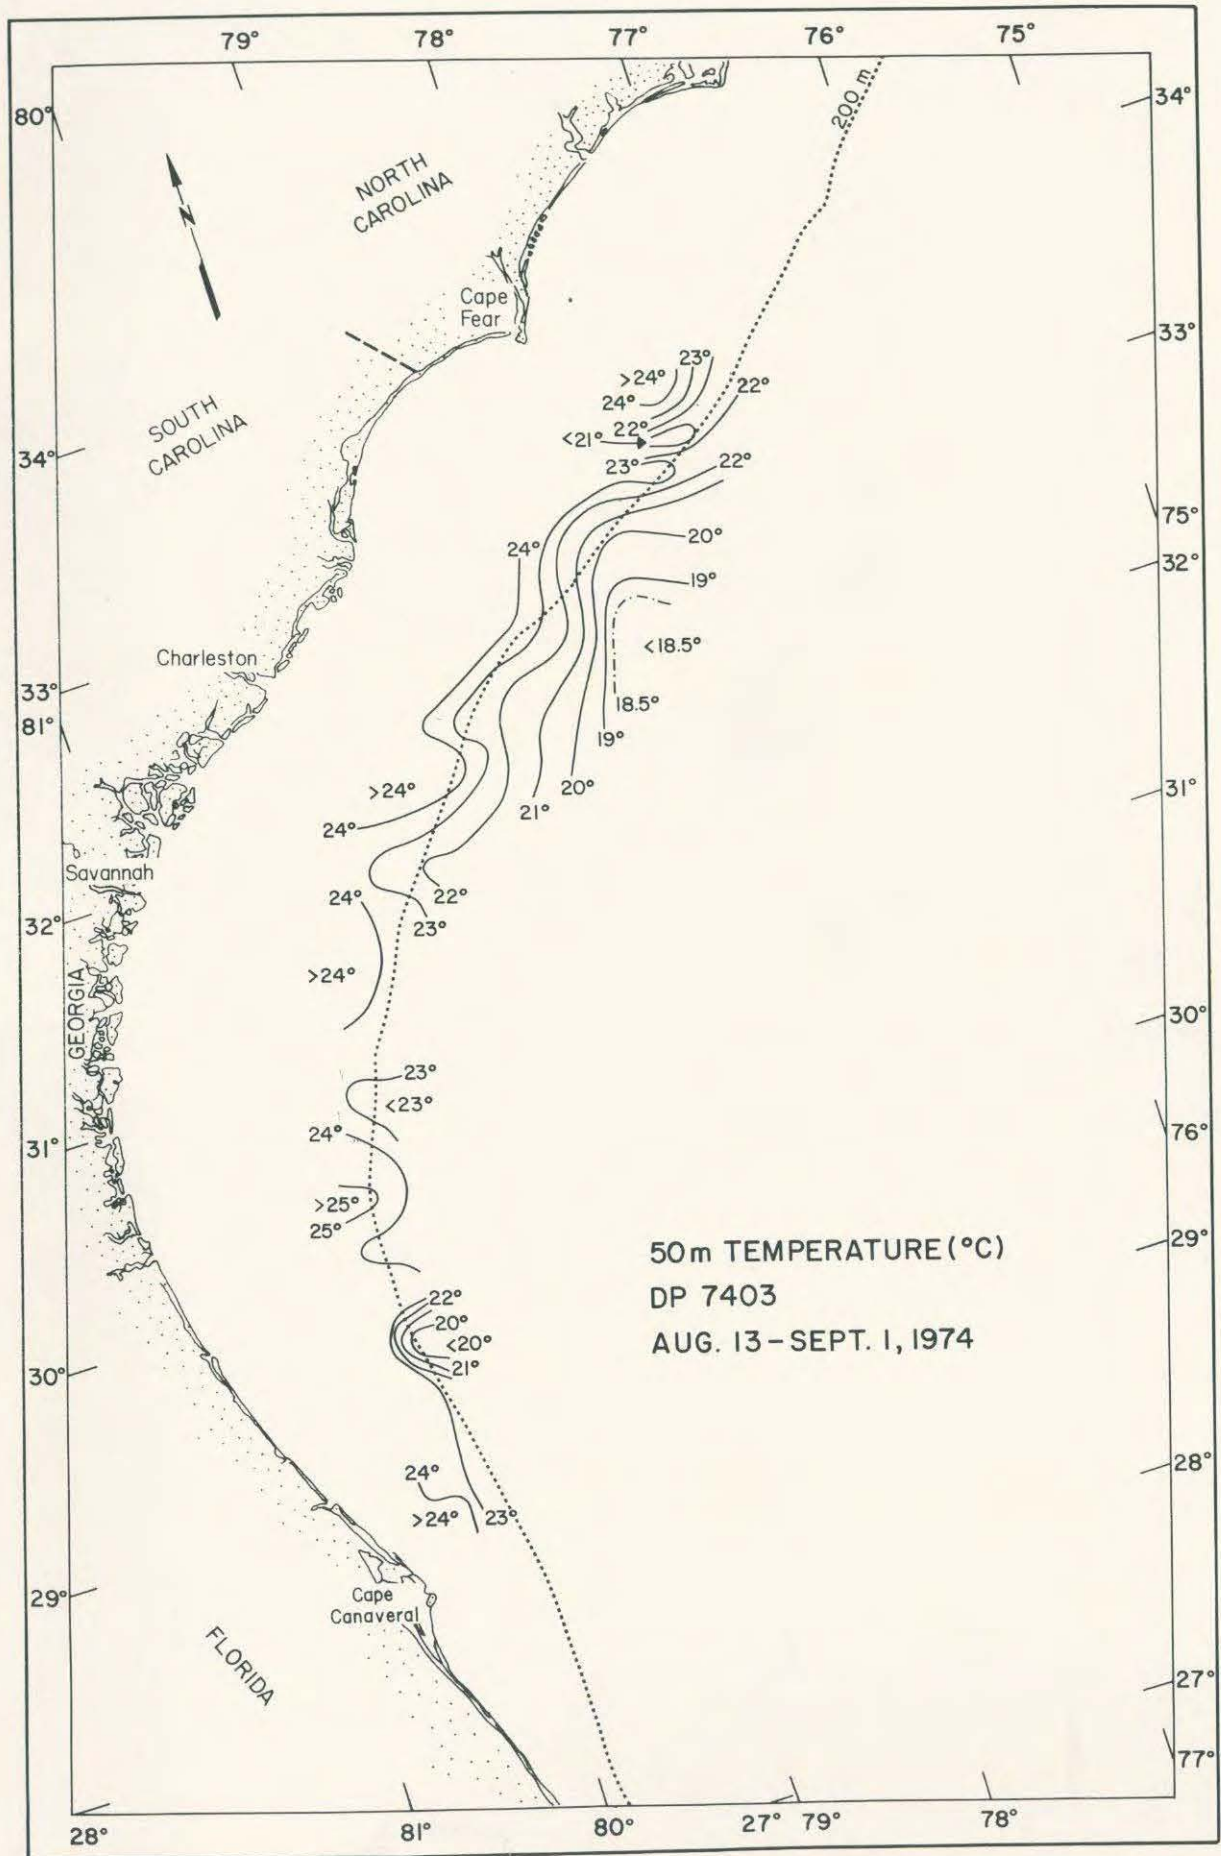 79° 78° 77° 76° 75°
80°
200 m
34°
NORTH
CAROLINA
N
Cape
Fear
33°
23°
>24°
22°
24°
SOUTH
CAROLINA
22°
<21°
34°
23°
22°
75°
24°
20°
32°
19°
<18.5°
Charleston
33°
18.5°
81°
19°
>24°
20°
31°
21°
24°
Savannah
24°
22°
32°
23°
>24°
GEORGIA
30°
23°
<23°
24°
31°
76°
>25°
25°
29°
50m TEMPERATURE (°C)
DP 7403
AUG. 13 – SEPT. 1, 1974
22°
20°
<20°
21°
30°
28°
24°
>24°
23°
29°
Cape
Canaveral
FLORIDA
27°
77°
28° 81° 80° 27° 79° 78°